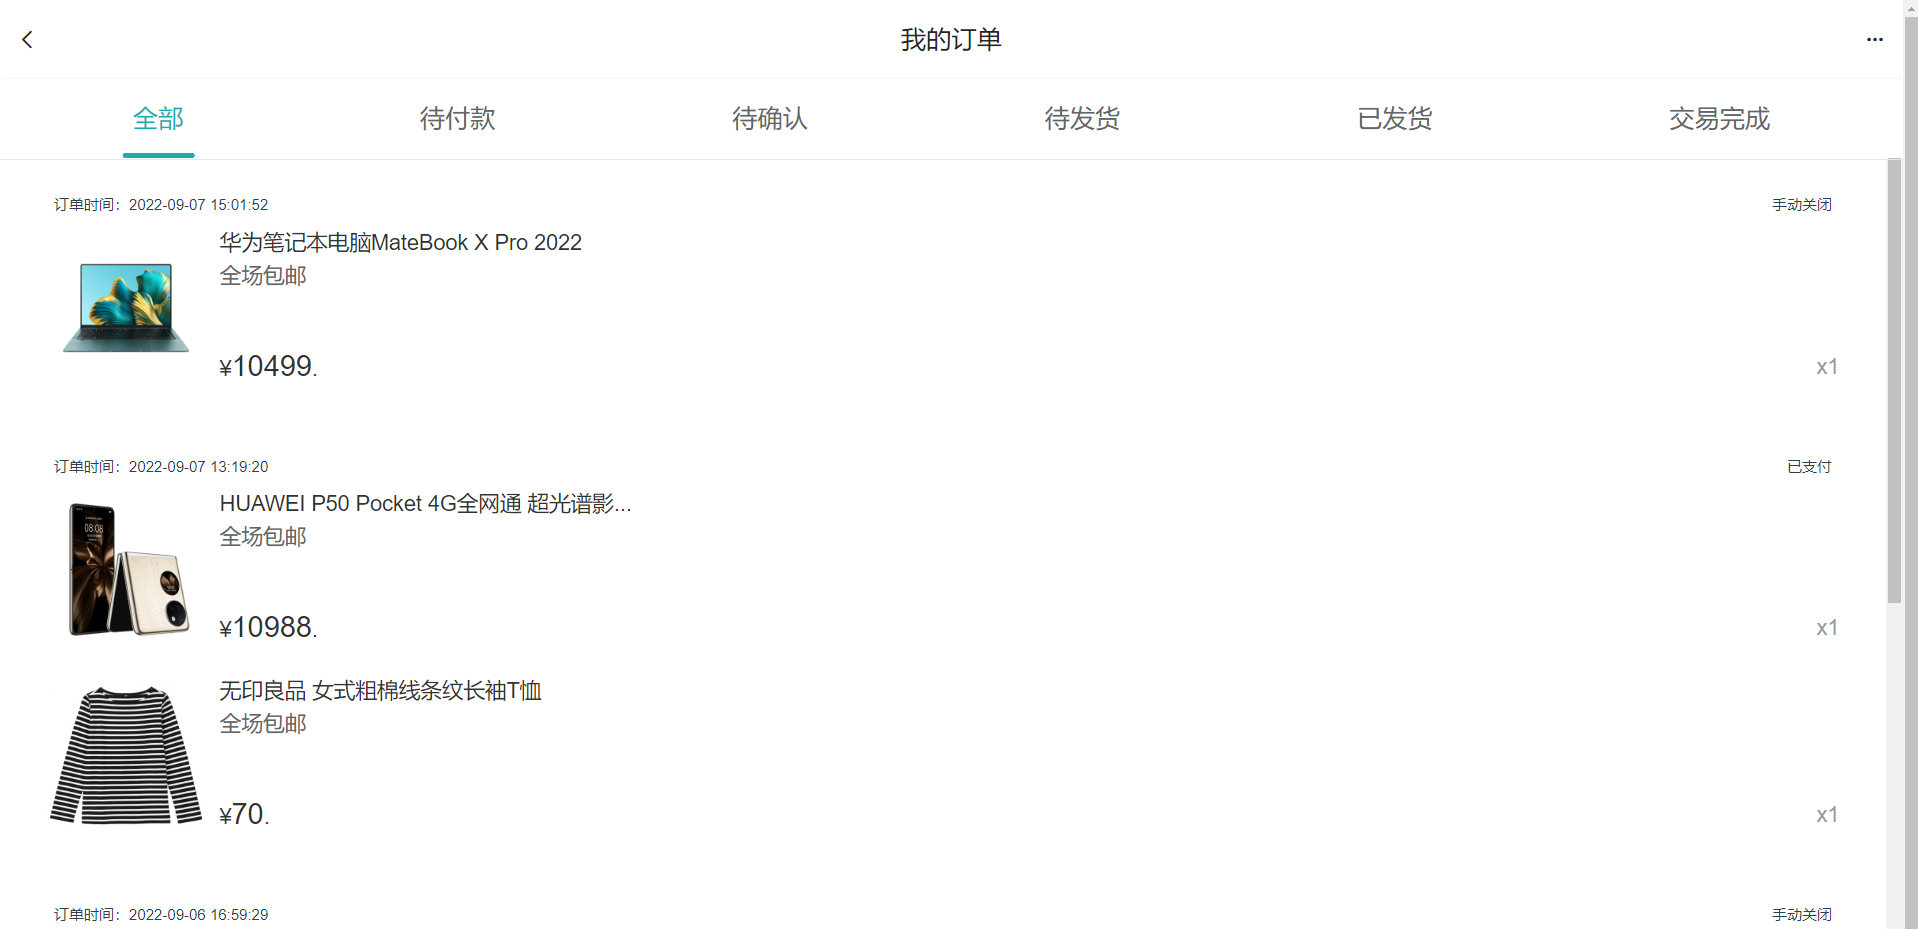 我的订单
全部 待付款 待确认 待发货 已发货 交易完成
订单时间：2022-09-07 15:01:52 手动关闭
华为笔记本电脑MateBook X Pro 2022
全场包邮
¥10499. x1
订单时间：2022-09-07 13:19:20 已支付
HUAWEI P50 Pocket 4G全网通 超光谱影...
全场包邮
08:08
¥10988. x1
无印良品 女式粗棉线条纹长袖T恤
全场包邮
¥70. x1
订单时间：2022-09-06 16:59:29 手动关闭